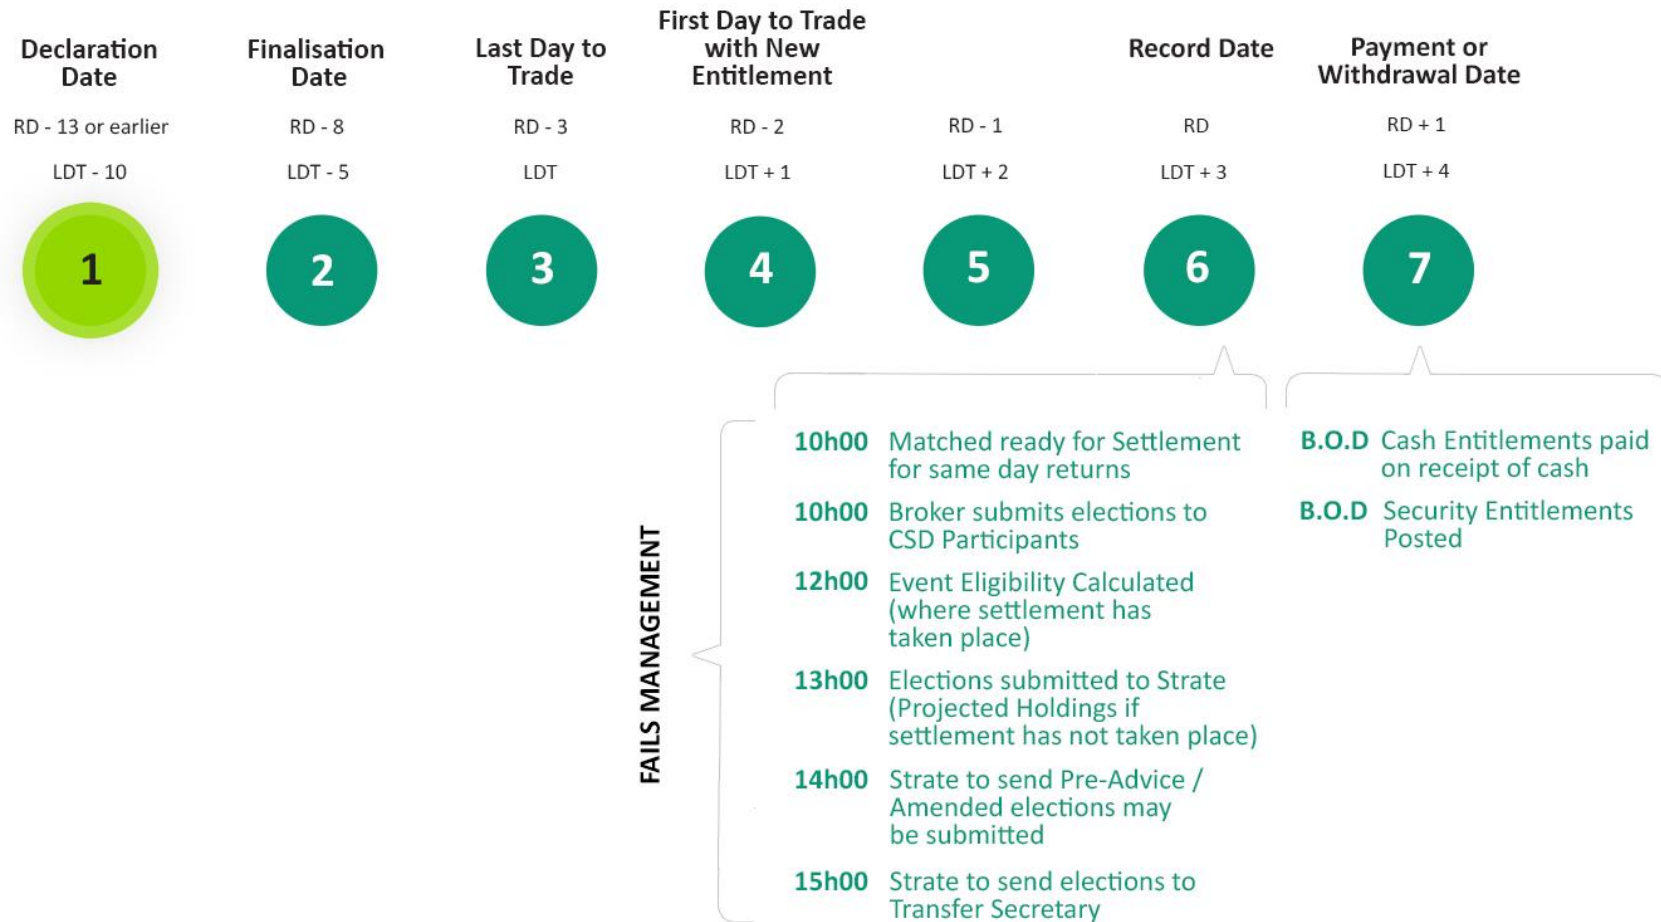 Declaration
Date
RD - 13 or earlier
LDT - 10
1
Finalisation
Date
RD - 8
LDT - 5
2
Last Day to
Trade
RD - 3
LDT
3
First Day to Trade
with New
Entitlement
RD - 2
LDT + 1
4
RD - 1
LDT + 2
5
Record Date
RD
LDT + 3
6
Payment or
Withdrawal Date
RD + 1
LDT + 4
7
FAILS MANAGEMENT
10h00 Matched ready for Settlement
for same day returns
10h00 Broker submits elections to
CSD Participants
12h00 Event Eligibility Calculated
(where settlement has
taken place)
13h00 Elections submitted to Strate
(Projected Holdings if
settlement has not taken place)
14h00 Strate to send Pre-Advice /
Amended elections may
be submitted
15h00 Strate to send elections to
Transfer Secretary
B.O.D Cash Entitlements paid
on receipt of cash
B.O.D Security Entitlements
Posted